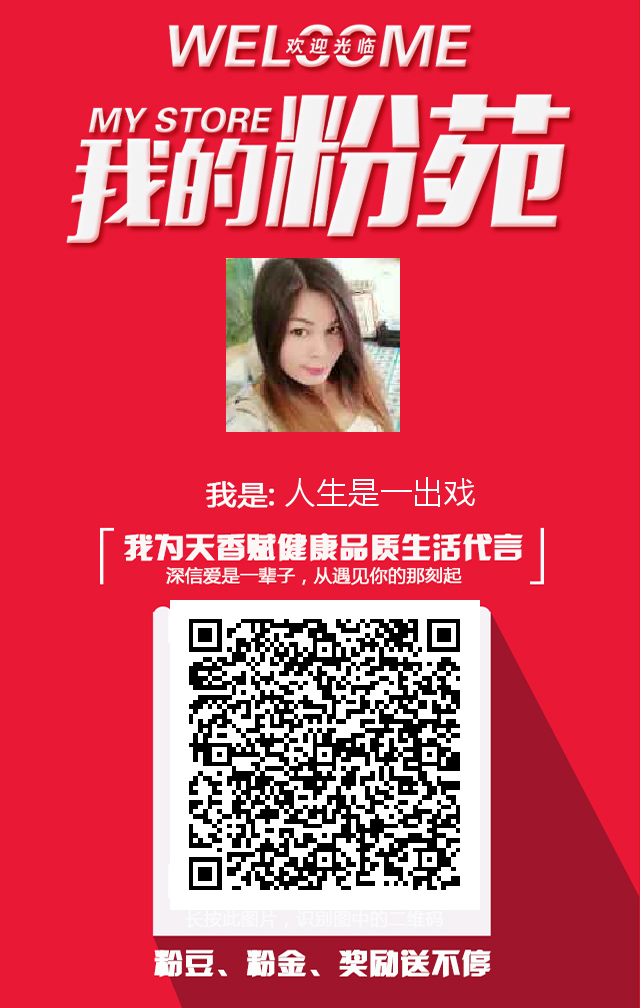 WELCOME
欢迎光临
MY STORE
我的粉苑
我是: 人生是一出戏
我为天香赋健康品质生活代言
深信爱是一辈子，从遇见你的那刻起
长按此图片，识别图中的二维码
粉豆、粉金、奖励送不停